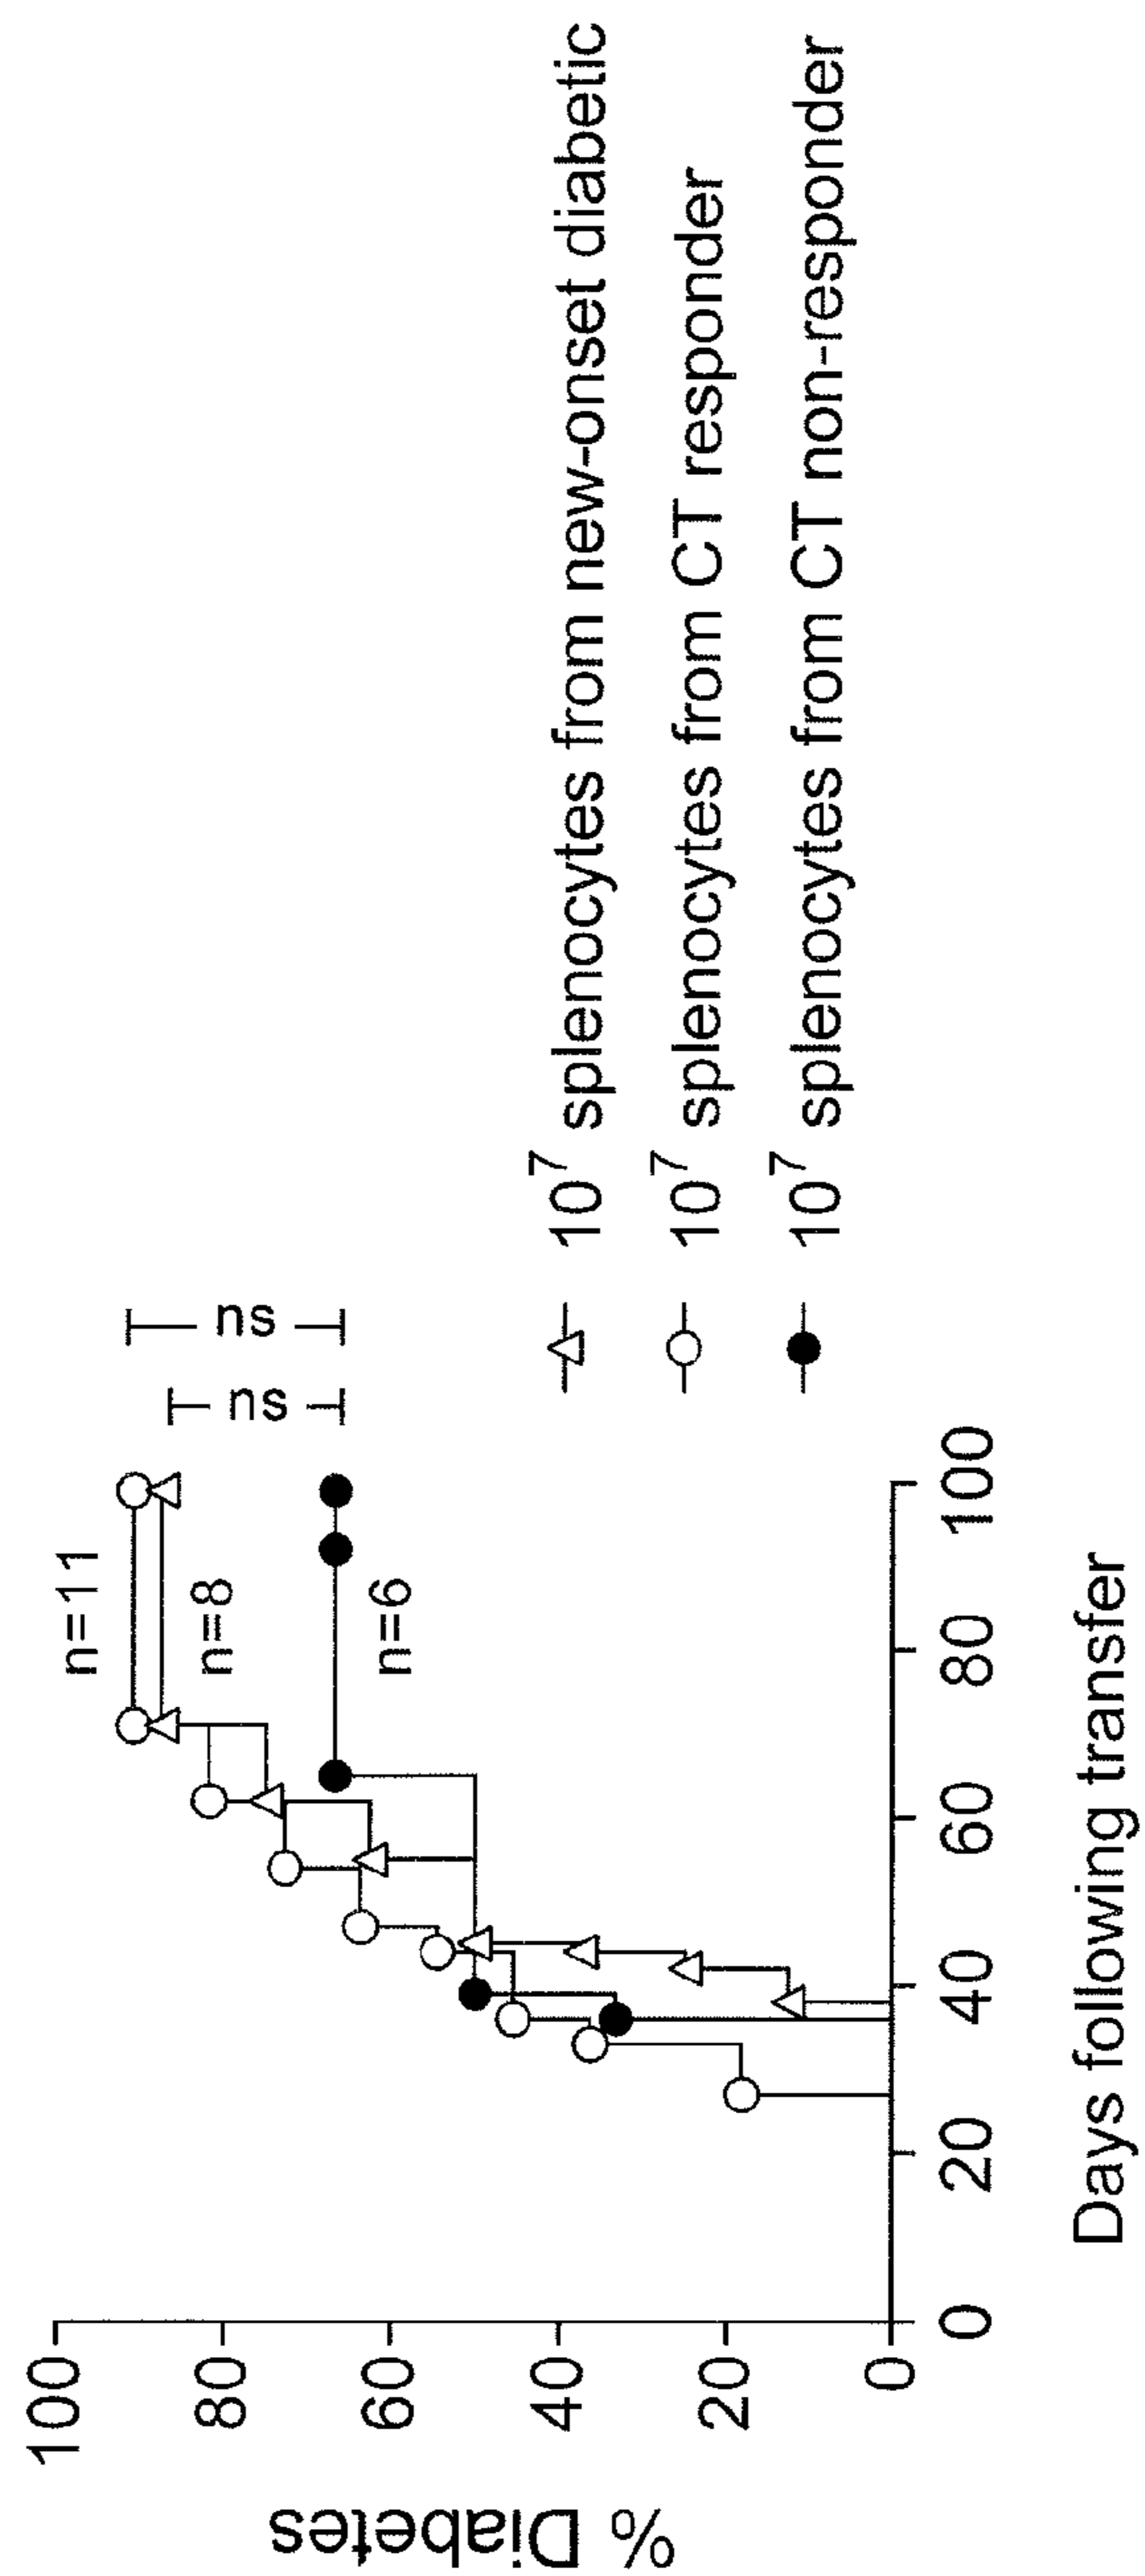 % Diabetes
100
80
60
40
20
0
0 20 40 60 80 100
Days following transfer
n=11
n=8
n=6
ns
ns
10⁷ splenocytes from new-onset diabetic
10⁷ splenocytes from CT responder
10⁷ splenocytes from CT non-responder